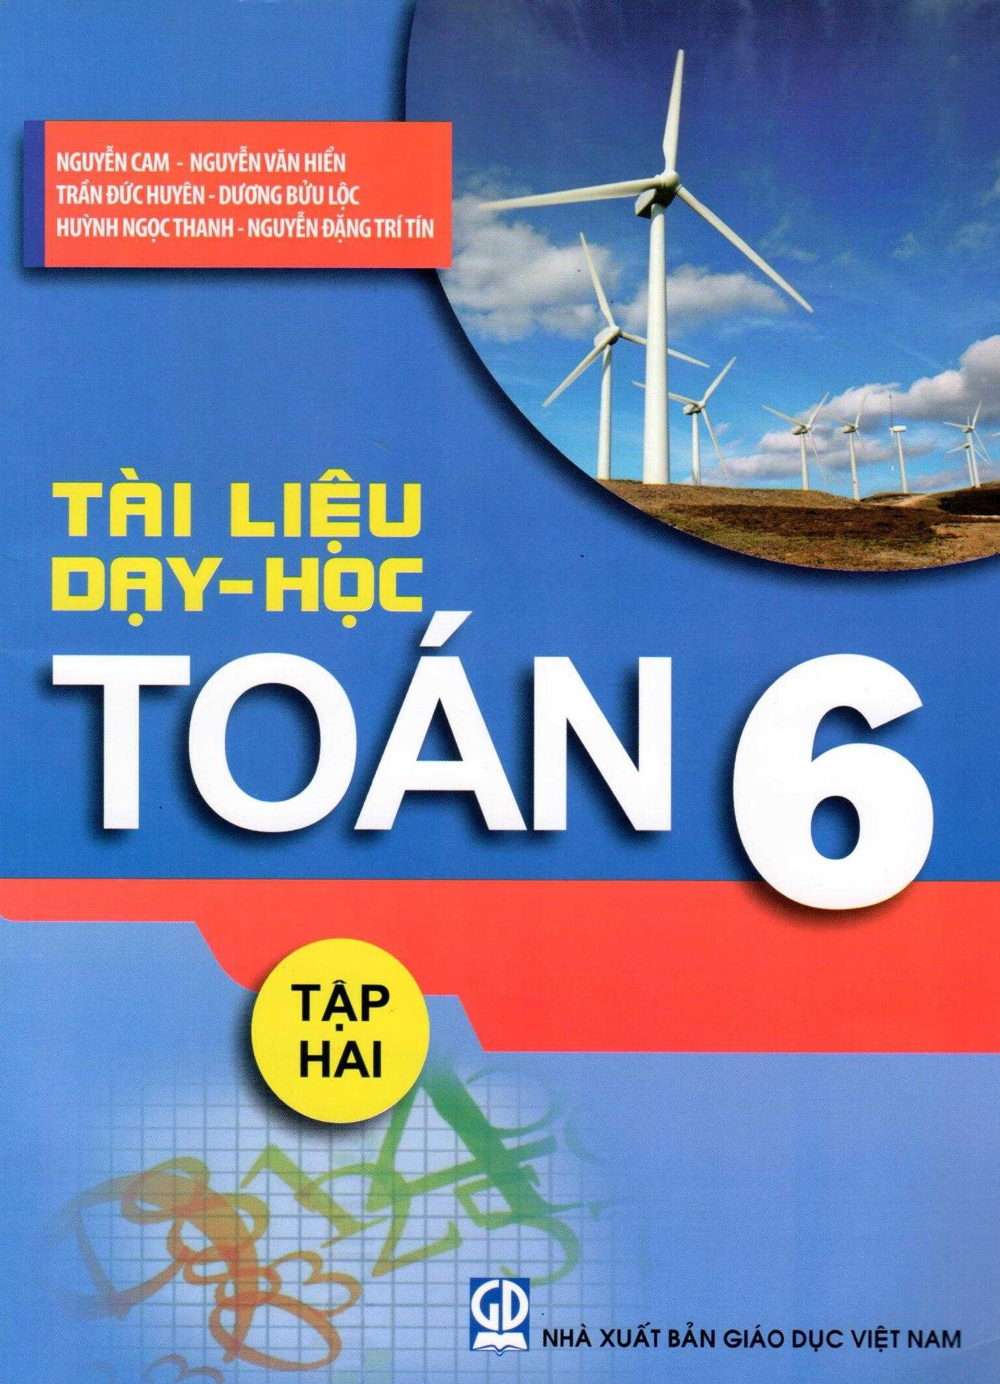 NGUYỄN CAM - NGUYỄN VĂN HIỂN
TRẦN ĐỨC HUYÊN - DƯƠNG BỬU LỘC
HUỲNH NGỌC THANH - NGUYỄN ĐẶNG TRÍ TÍN
TÀI LIỆU
DẠY-HỌC
TOÁN 6
TẬP
HAI
GD
NHÀ XUẤT BẢN GIÁO DỤC VIỆT NAM